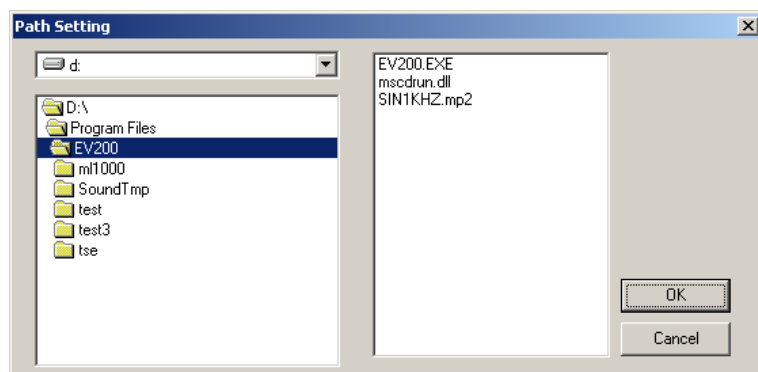 Path Setting
d:
D:\
Program Files
EV200
ml1000
SoundTmp
test
test3
tse
EV200.EXE
mscdrun.dll
SIN1KHZ.mp2
OK
Cancel